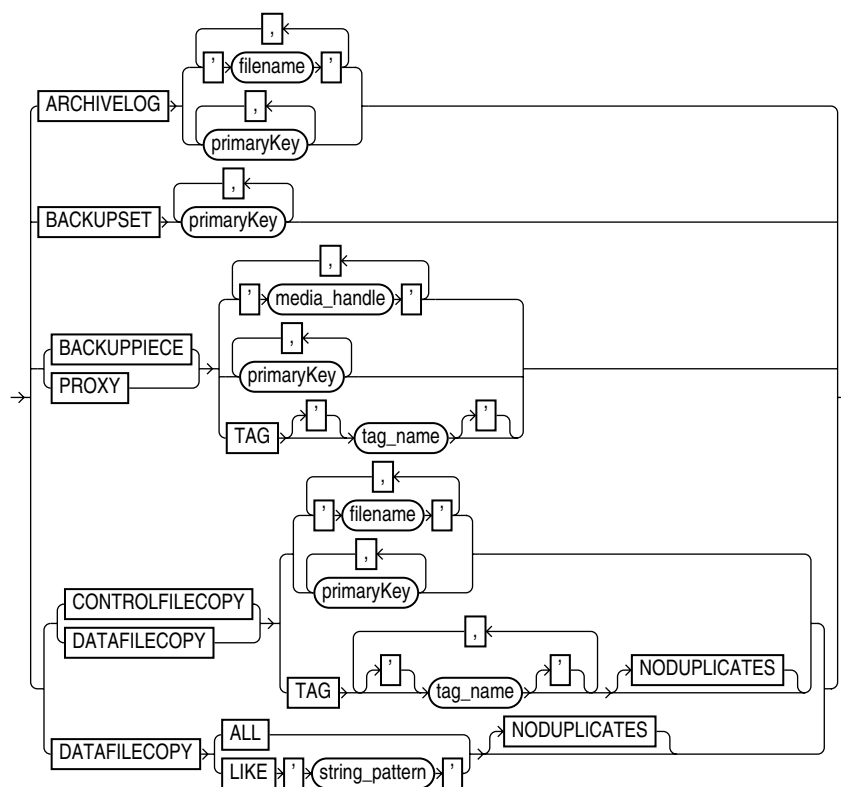 ,
' filename '
ARCHIVELOG
,
primaryKey
,
BACKUPSET primaryKey
,
' media_handle '
BACKUPPIECE
,
PROXY
primaryKey
' '
TAG tag_name
,
' filename '
,
primaryKey
CONTROLFILECOPY
DATAFILECOPY
,
' ' NODUPLICATES
TAG tag_name
ALL NODUPLICATES
DATAFILECOPY
LIKE ' string_pattern '